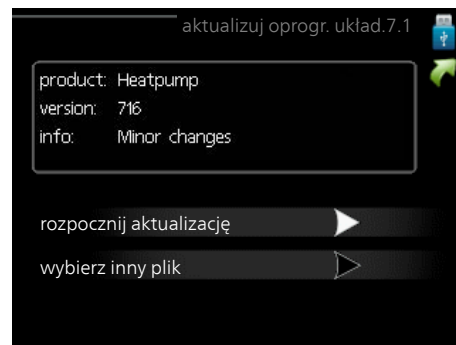 aktualizuj oprogr. układ.7.1
product: Heatpump
version: 716
info: Minor changes
rozpocznij aktualizację
wybierz inny plik